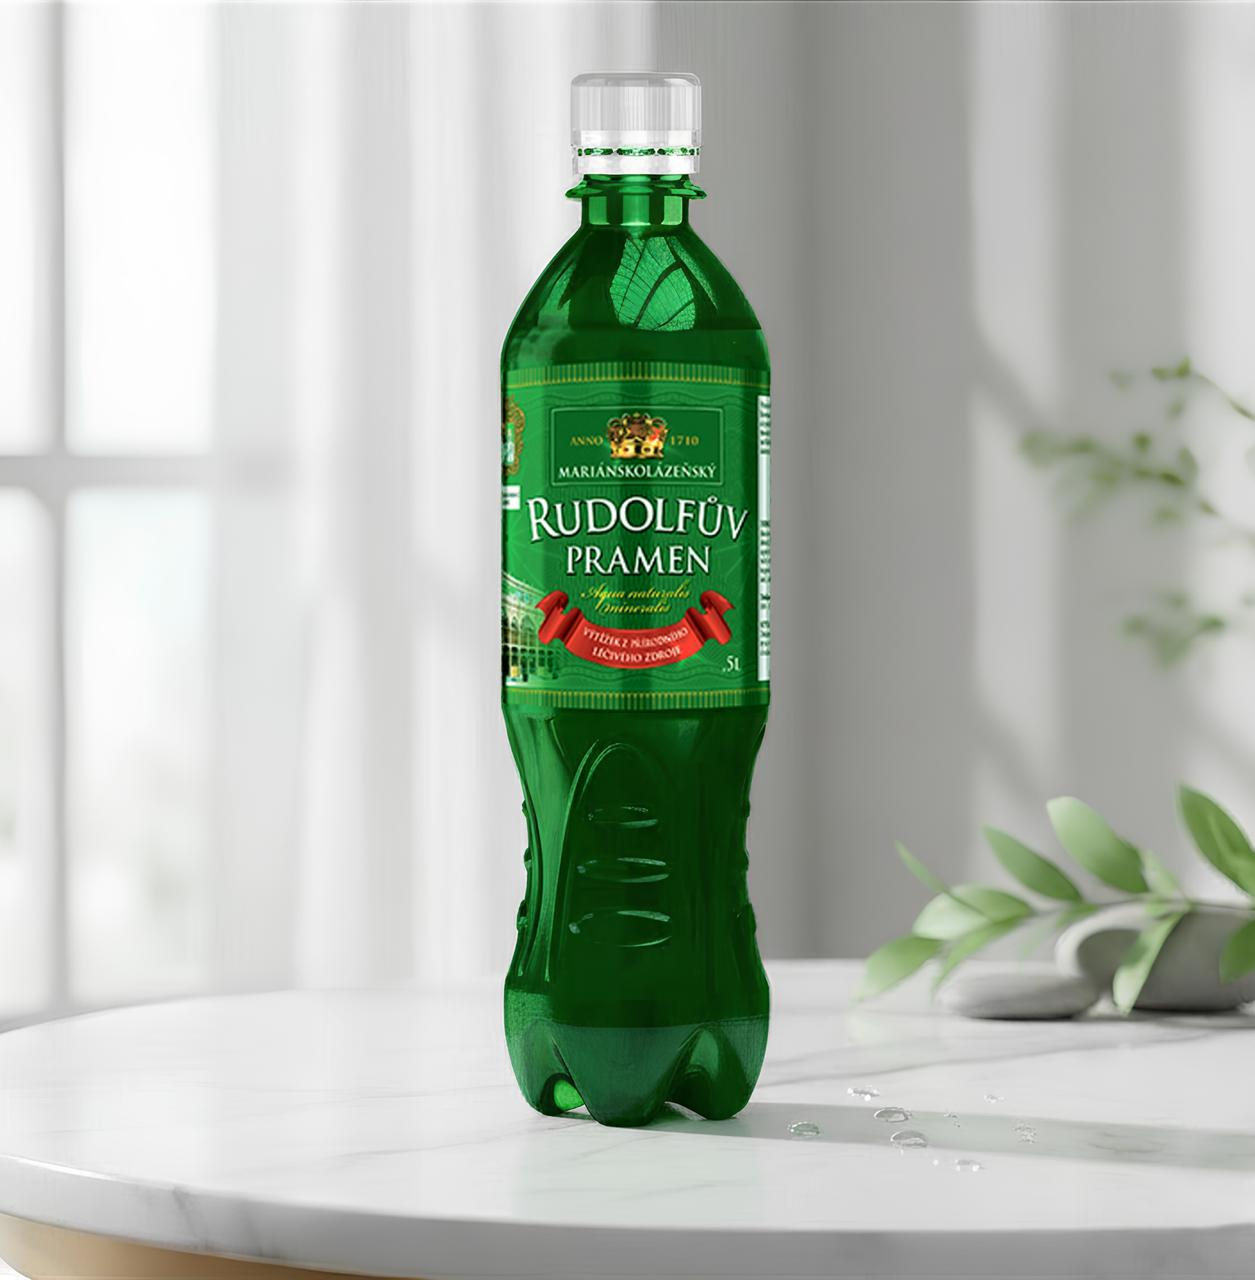 ANNO 1710
MARIÁNSKOLÁZEŇSKÝ
RUDOLFŮV
PRAMEN
Aqua naturalis
mineralis
VÝTĚŽEK Z PŘÍRODNÍHO
LÉČIVÉHO ZDROJE
.5L